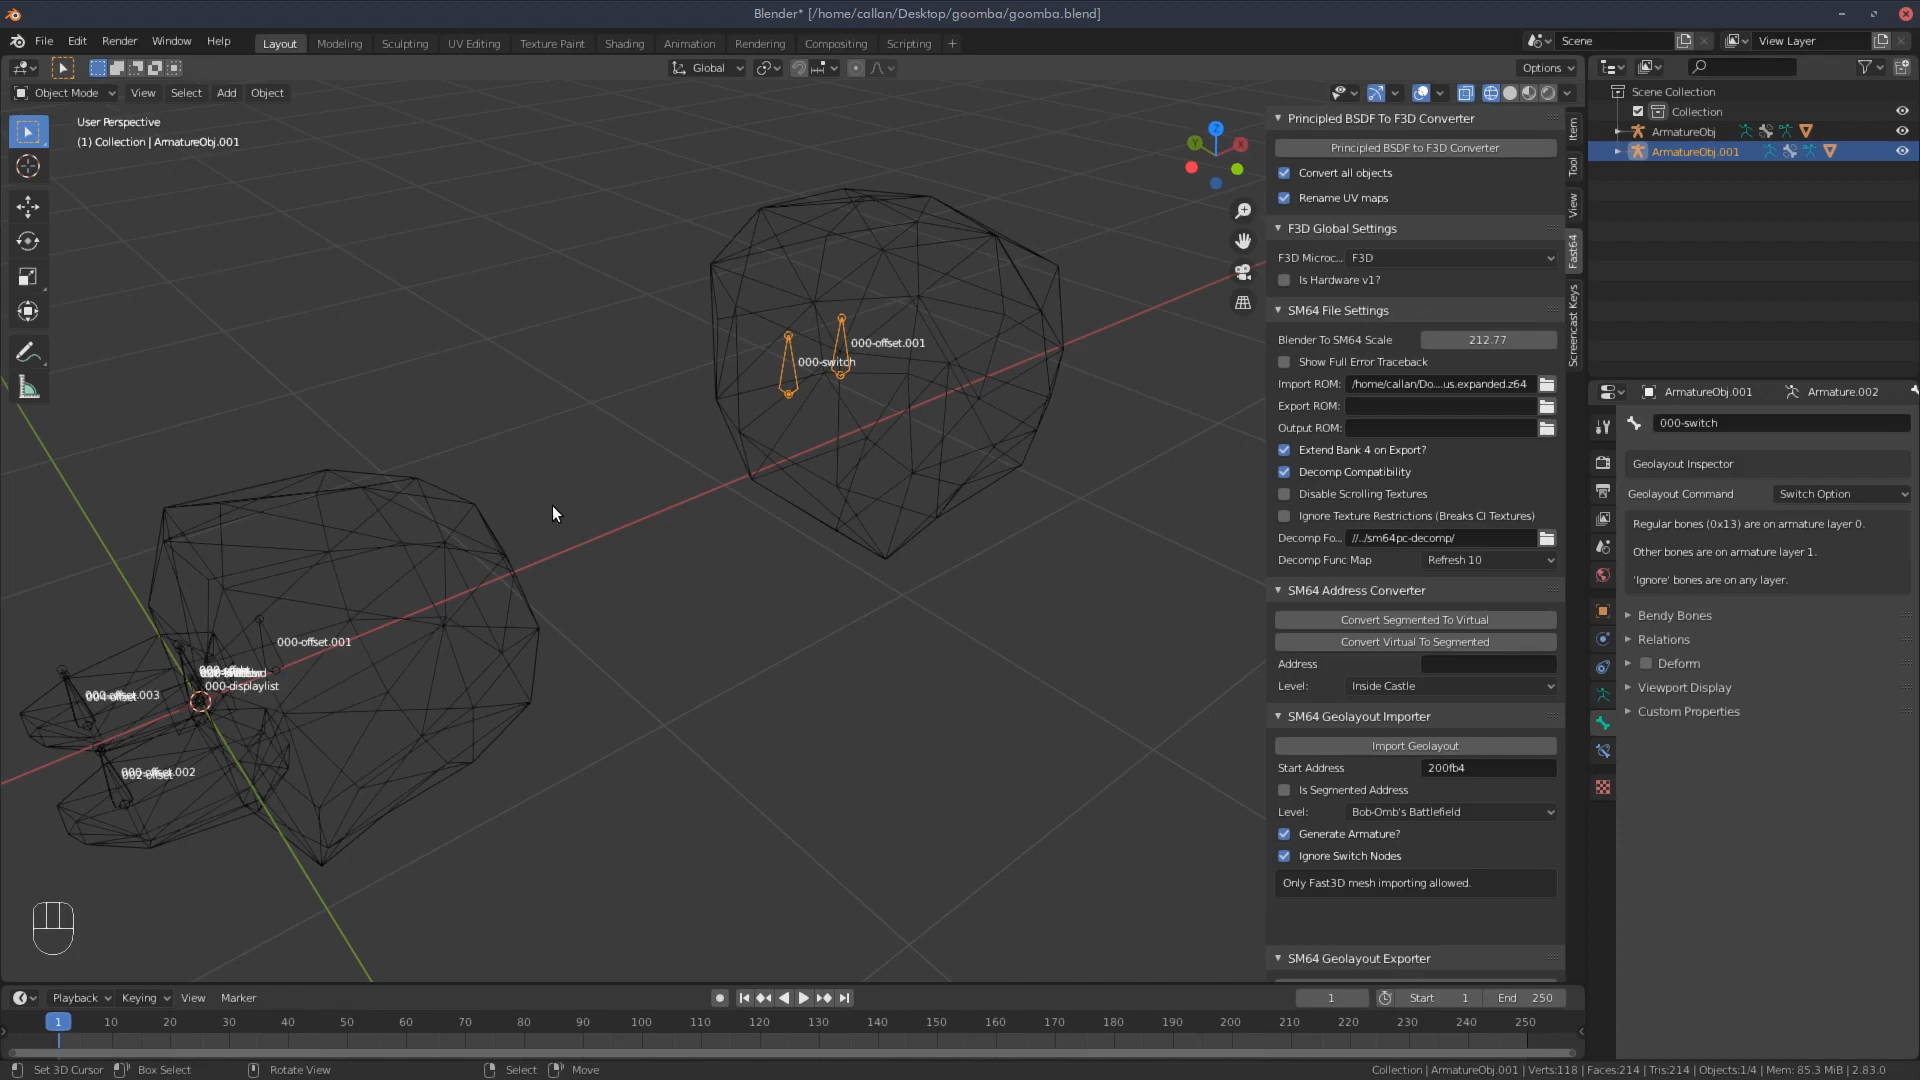 Blender* [/home/callan/Desktop/goomba/goomba.blend]
File Edit Render Window Help
Layout Modeling Sculpting UV Editing Texture Paint Shading Animation Rendering Compositing Scripting +
Scene
View Layer
Global
Options
Object Mode View Select Add Object
User Perspective
(1) Collection | ArmatureObj.001
000-offset.001
000-switch
000-offset.001
000-displaylist
000-offset.003
000-offset.002
Principled BSDF To F3D Converter
Principled BSDF to F3D Converter
Convert all objects
Rename UV maps
F3D Global Settings
F3D Microc... F3D
Is Hardware v1?
SM64 File Settings
Blender To SM64 Scale 212.77
Show Full Error Traceback
Import ROM: /home/callan/Do....us.expanded.z64
Export ROM:
Output ROM:
Extend Bank 4 on Export?
Decomp Compatibility
Disable Scrolling Textures
Ignore Texture Restrictions (Breaks CI Textures)
Decomp Fo... //../sm64pc-decomp/
Decomp Func Map Refresh 10
SM64 Address Converter
Convert Segmented To Virtual
Convert Virtual To Segmented
Address
Level: Inside Castle
SM64 Geolayout Importer
Import Geolayout
Start Address 200fb4
Is Segmented Address
Level: Bob-Omb's Battlefield
Generate Armature?
Ignore Switch Nodes
Only Fast3D mesh importing allowed.
SM64 Geolayout Exporter
Item
Tool
View
Fast64
Screencast Keys
Scene Collection
Collection
ArmatureObj
ArmatureObj.001
ArmatureObj.001 Armature.002
000-switch
Geolayout Inspector
Geolayout Command Switch Option
Regular bones (0x13) are on armature layer 0.
Other bones are on armature layer 1.
'Ignore' bones are on any layer.
Bendy Bones
Relations
Deform
Viewport Display
Custom Properties
Playback Keying View Marker
1 Start 1 End 250
1 10 20 30 40 50 60 70 80 90 100 110 120 130 140 150 160 170 180 190 200 210 220 230 240 250
Set 3D Cursor Box Select Rotate View Select Move
Collection | ArmatureObj.001 | Verts:118 | Faces:214 | Tris:214 | Objects:1/4 | Mem: 85.3 MiB | 2.83.0